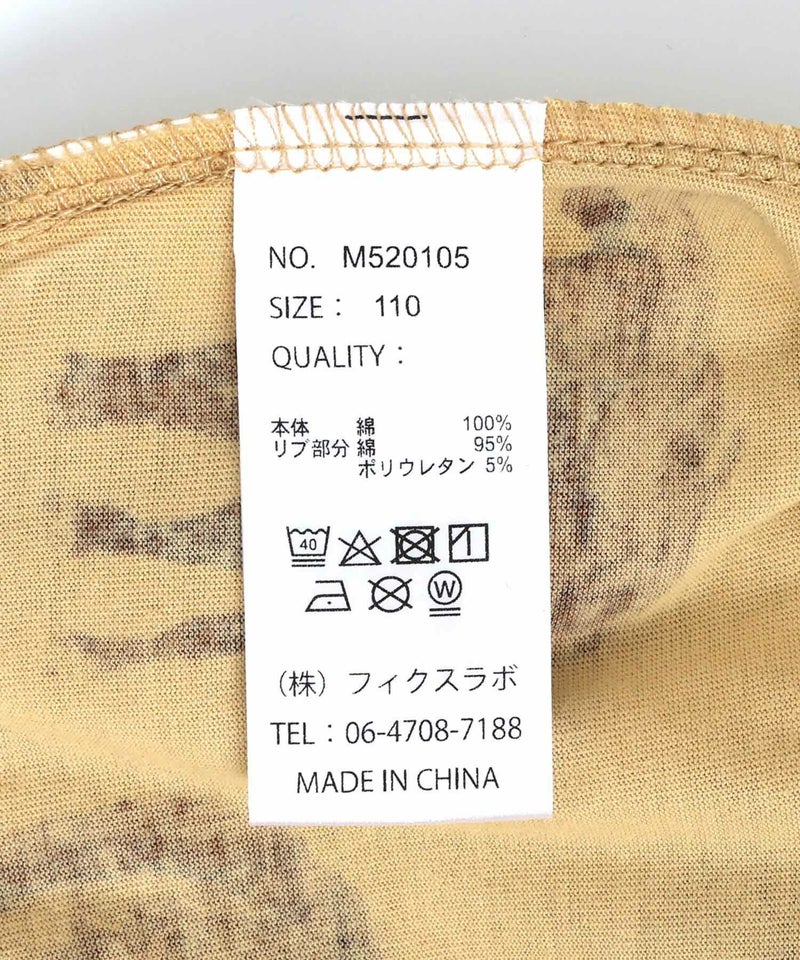 NO. M520105
SIZE : 110
QUALITY :
本体 綿 100%
リブ部分 綿 95%
ポリウレタン 5%
40
W
（株）フィクスラボ
TEL : 06-4708-7188
MADE IN CHINA